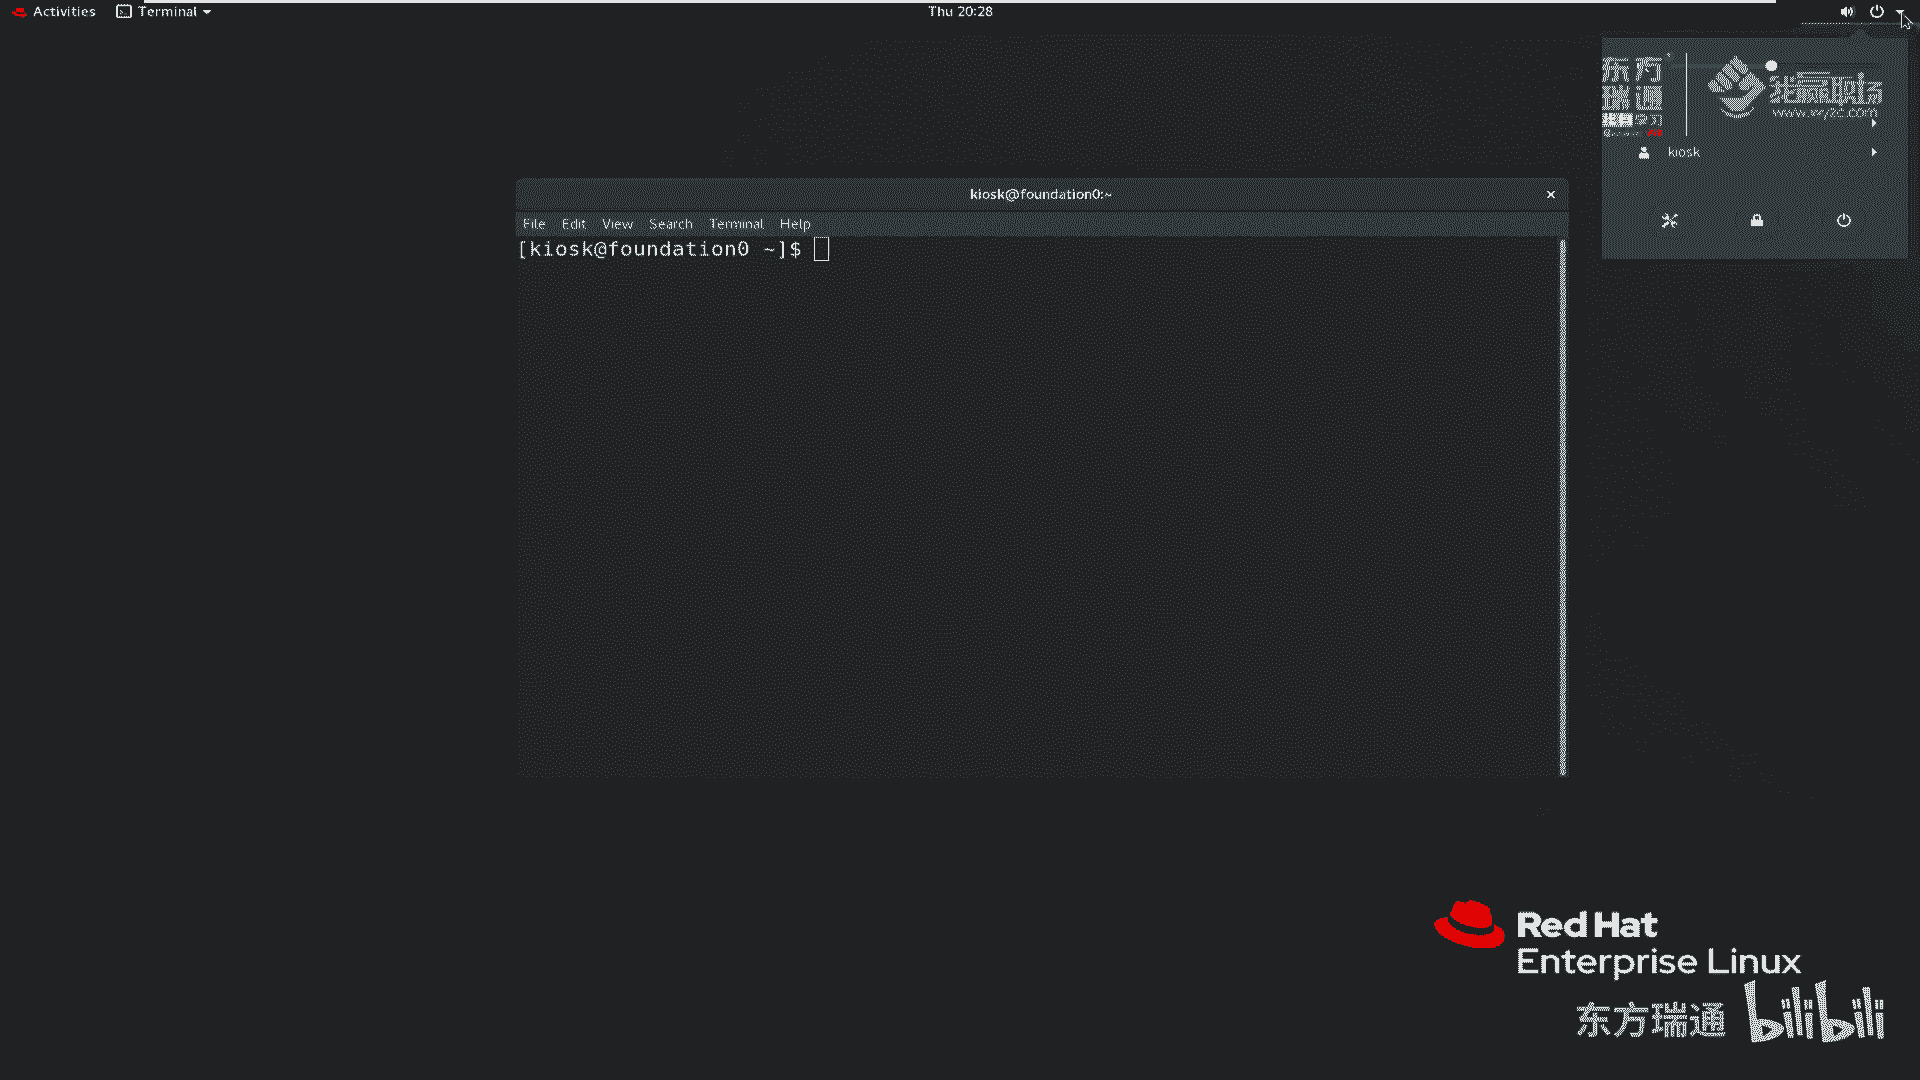 Activities Terminal Thu 20:28
东方
瑞通
www.wyzc.com
kiosk
kiosk@foundation0:~
File Edit View Search Terminal Help
[kiosk@foundation0 ~]$
Red Hat
Enterprise Linux
东方瑞通 bilibili